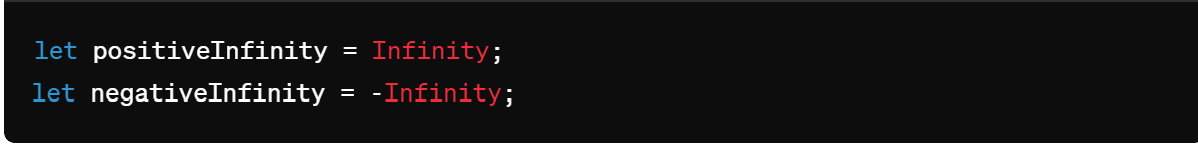 let positiveInfinity = Infinity;
let negativeInfinity = -Infinity;